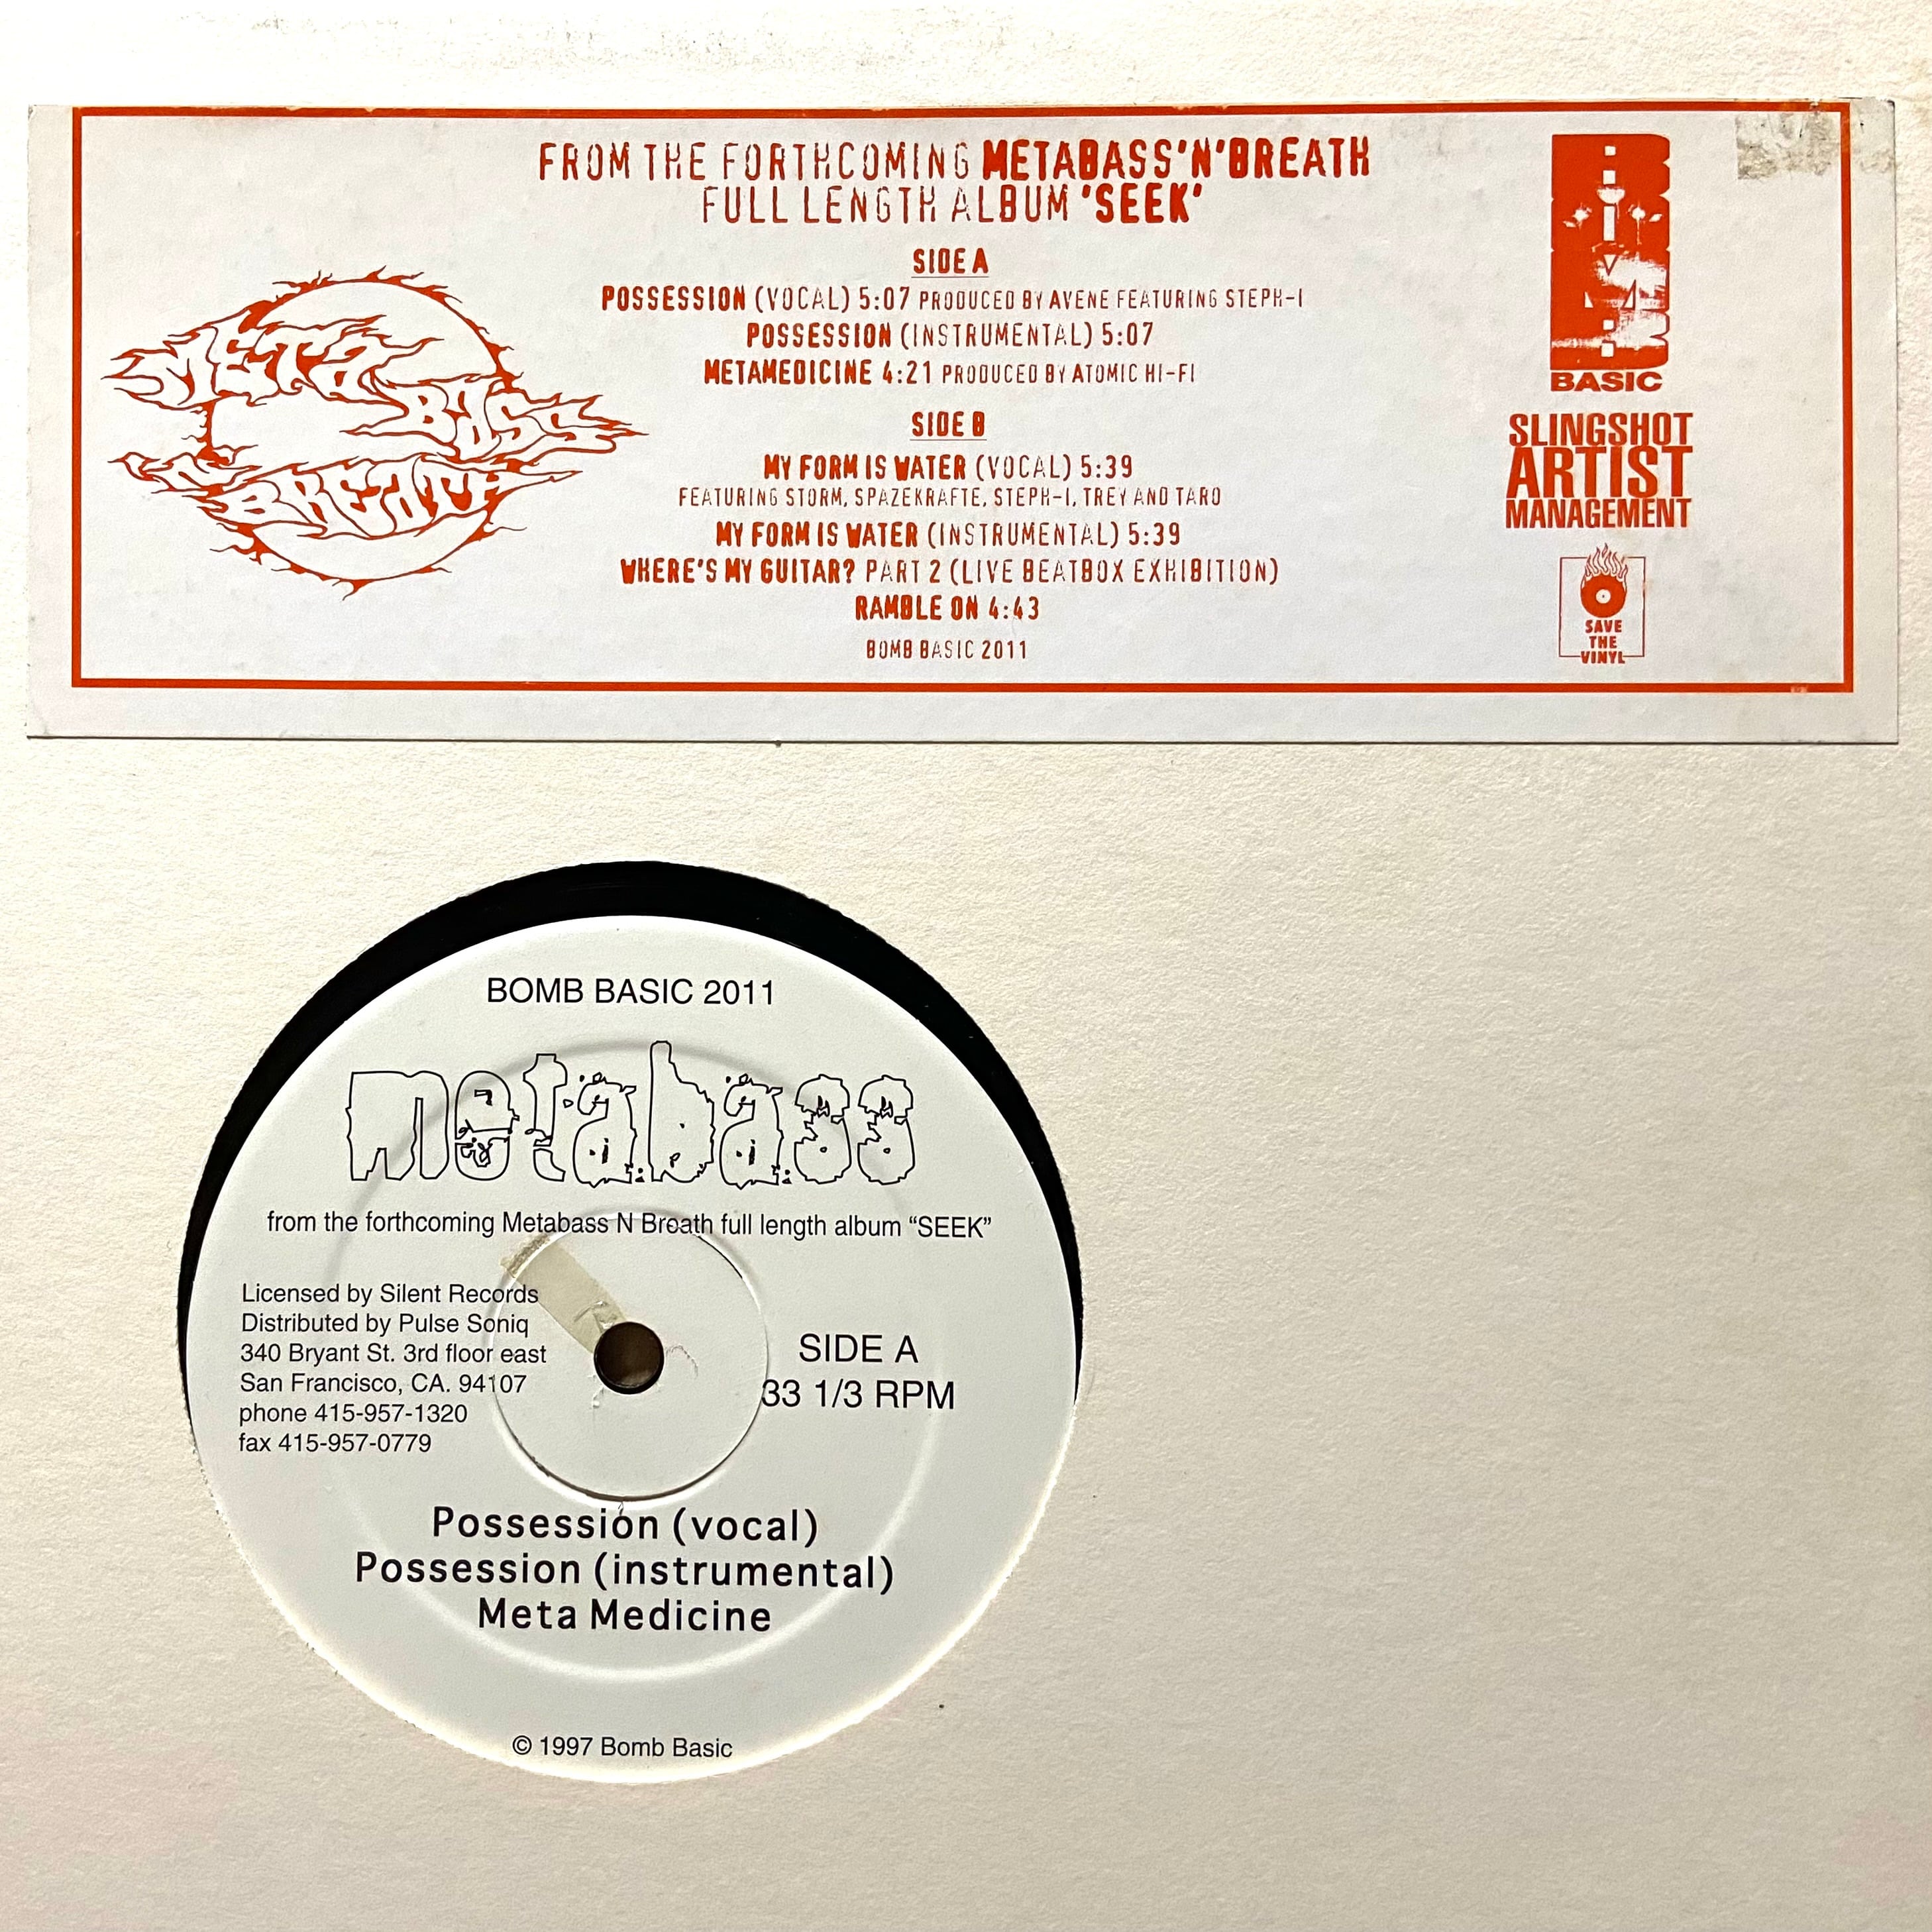 FROM THE FORTHCOMING METABASS'N'BREATH
FULL LENGTH ALBUM 'SEEK'
SIDE A
POSSESSION (VOCAL) 5:07 PRODUCED BY AVENE FEATURING STEPH-I
POSSESSION (INSTRUMENTAL) 5:07
METAMEDICINE 4:21 PRODUCED BY ATOMIC HI-FI
SIDE B
MY FORM IS WATER (VOCAL) 5:39
FEATURING STORM, SPAZEKRAFTE, STEPH-I, TREY AND TARO
MY FORM IS WATER (INSTRUMENTAL) 5:39
WHERE'S MY GUITAR? PART 2 (LIVE BEATBOX EXHIBITION)
RAMBLE ON 4:43
BOMB BASIC 2011
META
BASS
BREATH
BOMB
BASIC
SLINGSHOT
ARTIST
MANAGEMENT
SAVE
THE
VINYL
BOMB BASIC 2011
metabass
from the forthcoming Metabass N Breath full length album “SEEK”
Licensed by Silent Records
Distributed by Pulse Soniq
340 Bryant St. 3rd floor east
San Francisco, CA. 94107
phone 415-957-1320
fax 415-957-0779
SIDE A
33 1/3 RPM
Possession (vocal)
Possession (instrumental)
Meta Medicine
© 1997 Bomb Basic